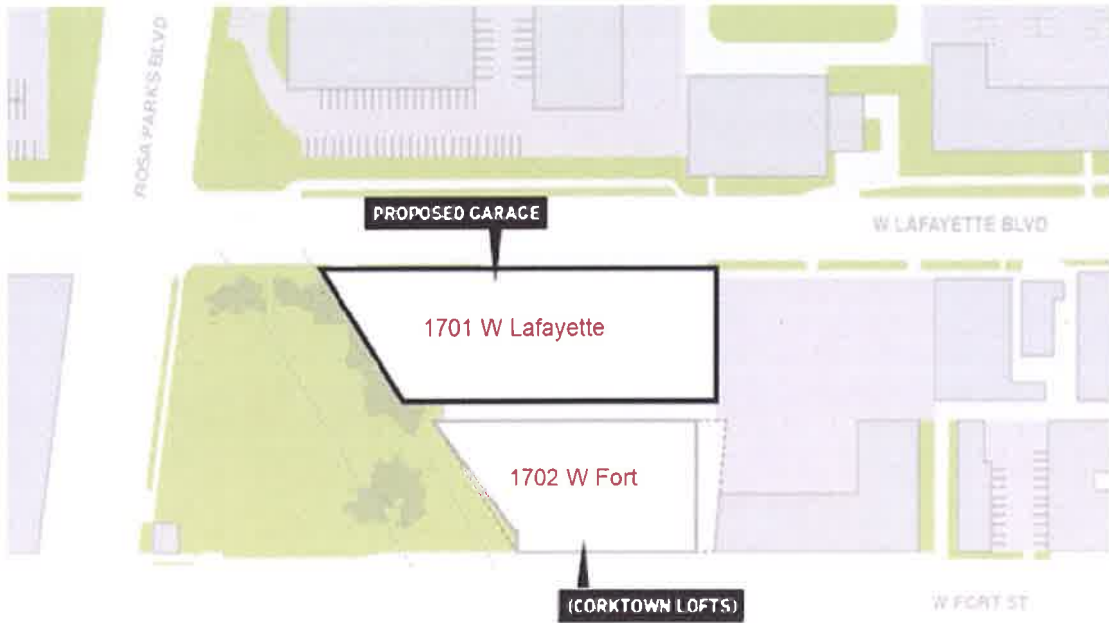 ROSA PARKS BLVD
PROPOSED GARAGE
W LAFAYETTE BLVD
1701 W Lafayette
1702 W Fort
(CORKTOWN LOFTS)
W FORT ST